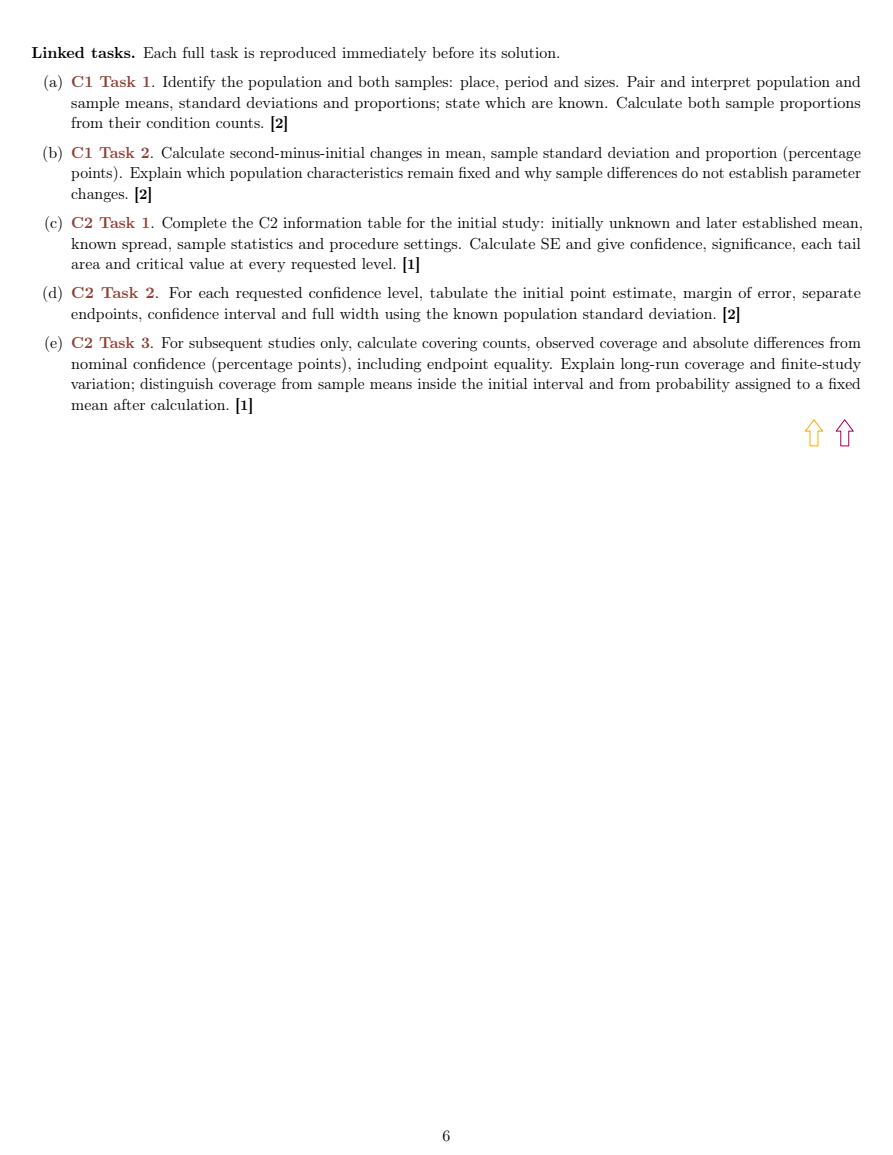 Linked tasks. Each full task is reproduced immediately before its solution.
(a) C1 Task 1. Identify the population and both samples: place, period and sizes. Pair and interpret population and
sample means, standard deviations and proportions; state which are known. Calculate both sample proportions
from their condition counts. [2]
(b) C1 Task 2. Calculate second-minus-initial changes in mean, sample standard deviation and proportion (percentage
points). Explain which population characteristics remain fixed and why sample differences do not establish parameter
changes. [2]
(c) C2 Task 1. Complete the C2 information table for the initial study: initially unknown and later established mean,
known spread, sample statistics and procedure settings. Calculate SE and give confidence, significance, each tail
area and critical value at every requested level. [1]
(d) C2 Task 2. For each requested confidence level, tabulate the initial point estimate, margin of error, separate
endpoints, confidence interval and full width using the known population standard deviation. [2]
(e) C2 Task 3. For subsequent studies only, calculate covering counts, observed coverage and absolute differences from
nominal confidence (percentage points), including endpoint equality. Explain long-run coverage and finite-study
variation; distinguish coverage from sample means inside the initial interval and from probability assigned to a fixed
mean after calculation. [1]
6